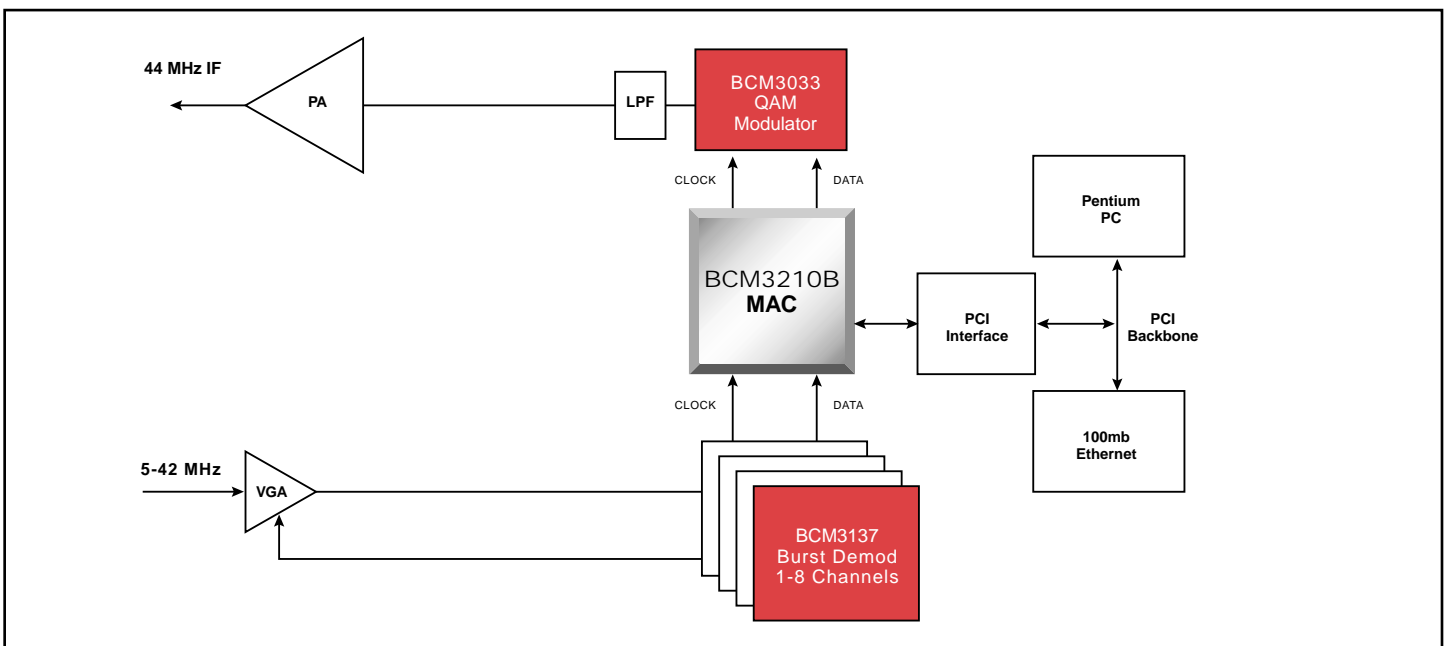 44 MHz IF
PA
LPF
BCM3033
QAM
Modulator
CLOCK
DATA
Pentium
PC
BCM3210B
MAC
PCI
Interface
PCI
Backbone
CLOCK
DATA
100mb
Ethernet
5-42 MHz
VGA
BCM3137
Burst Demod
1-8 Channels